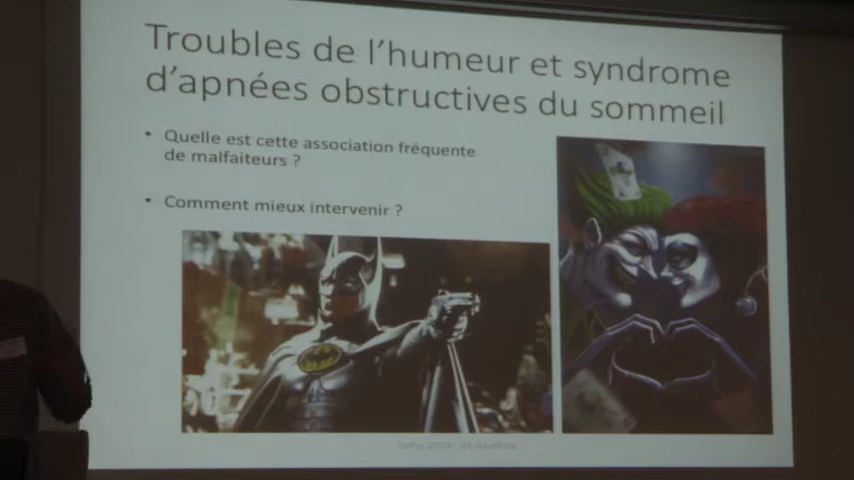 Troubles de l'humeur et syndrome
d'apnées obstructives du sommeil
• Quelle est cette association fréquente
de malfaiteurs ?
• Comment mieux intervenir ?